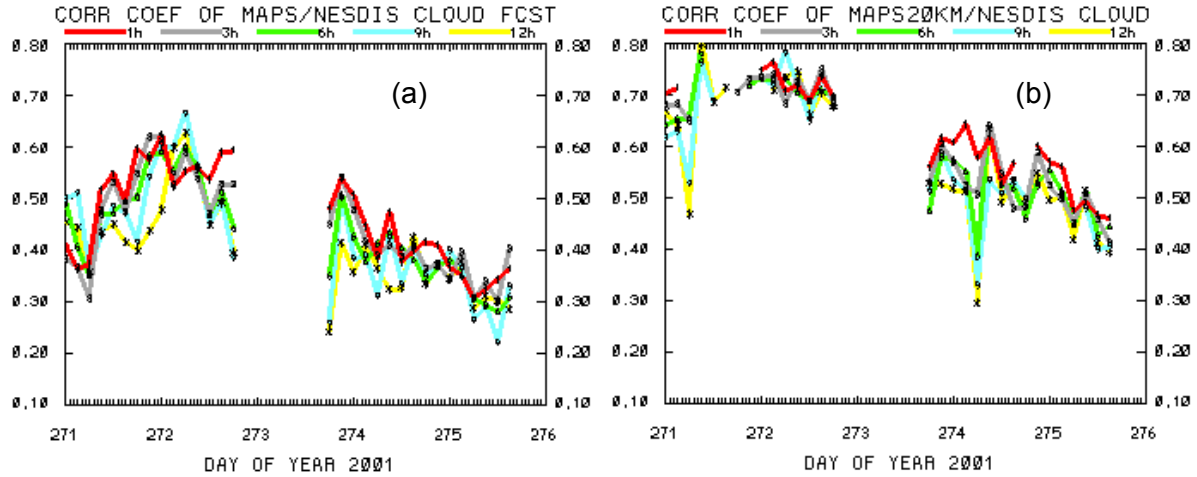 CORR COEF OF MAPS/NESDIS CLOUD FCST
1h 3h 6h 9h 12h
0.80 0.80
0.70 0.70
(a)
0.60 0.60
0.50 0.50
0.40 0.40
0.30 0.30
0.20 0.20
0.10 0.10
271 272 273 274 275 276
DAY OF YEAR 2001
CORR COEF OF MAPS20KM/NESDIS CLOUD
1h 3h 6h 9h 12h
0.80 0.80
0.70 0.70
(b)
0.60 0.60
0.50 0.50
0.40 0.40
0.30 0.30
0.20 0.20
0.10 0.10
271 272 273 274 275 276
DAY OF YEAR 2001